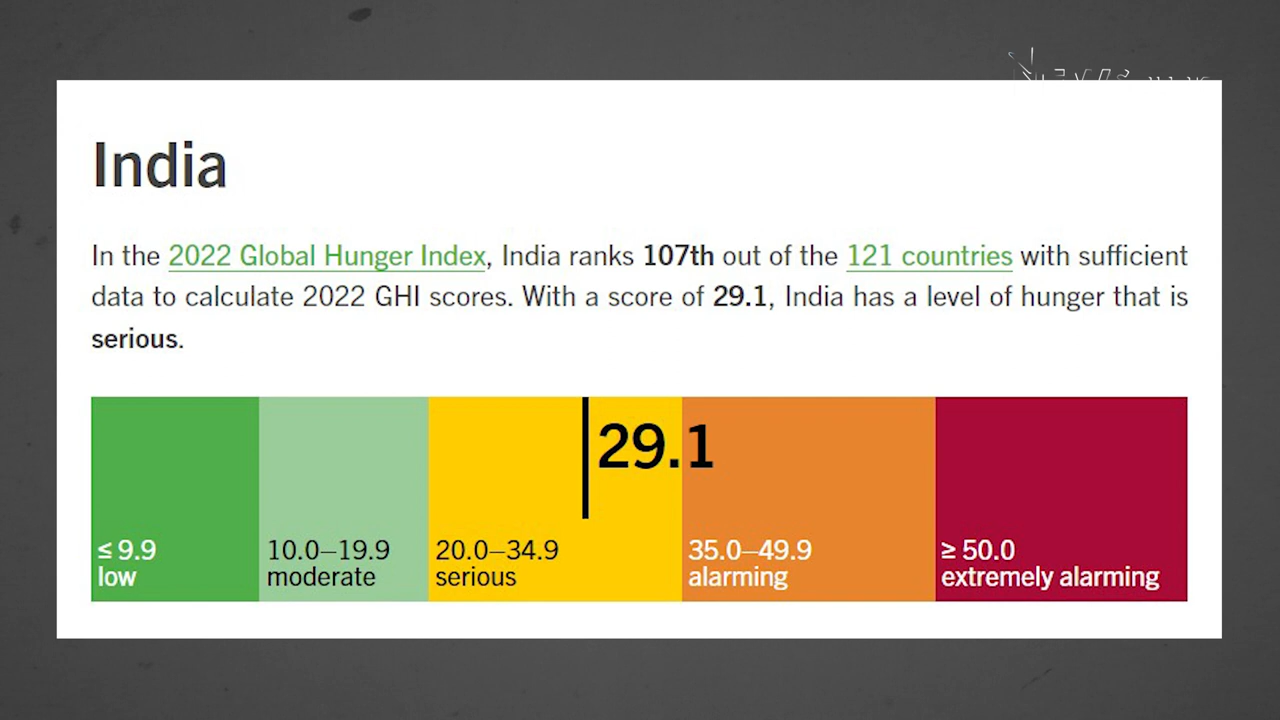 India
In the 2022 Global Hunger Index, India ranks 107th out of the 121 countries with sufficient
data to calculate 2022 GHI scores. With a score of 29.1, India has a level of hunger that is
serious.
29.1
≤ 9.9
low
10.0–19.9
moderate
20.0–34.9
serious
35.0–49.9
alarming
≥ 50.0
extremely alarming